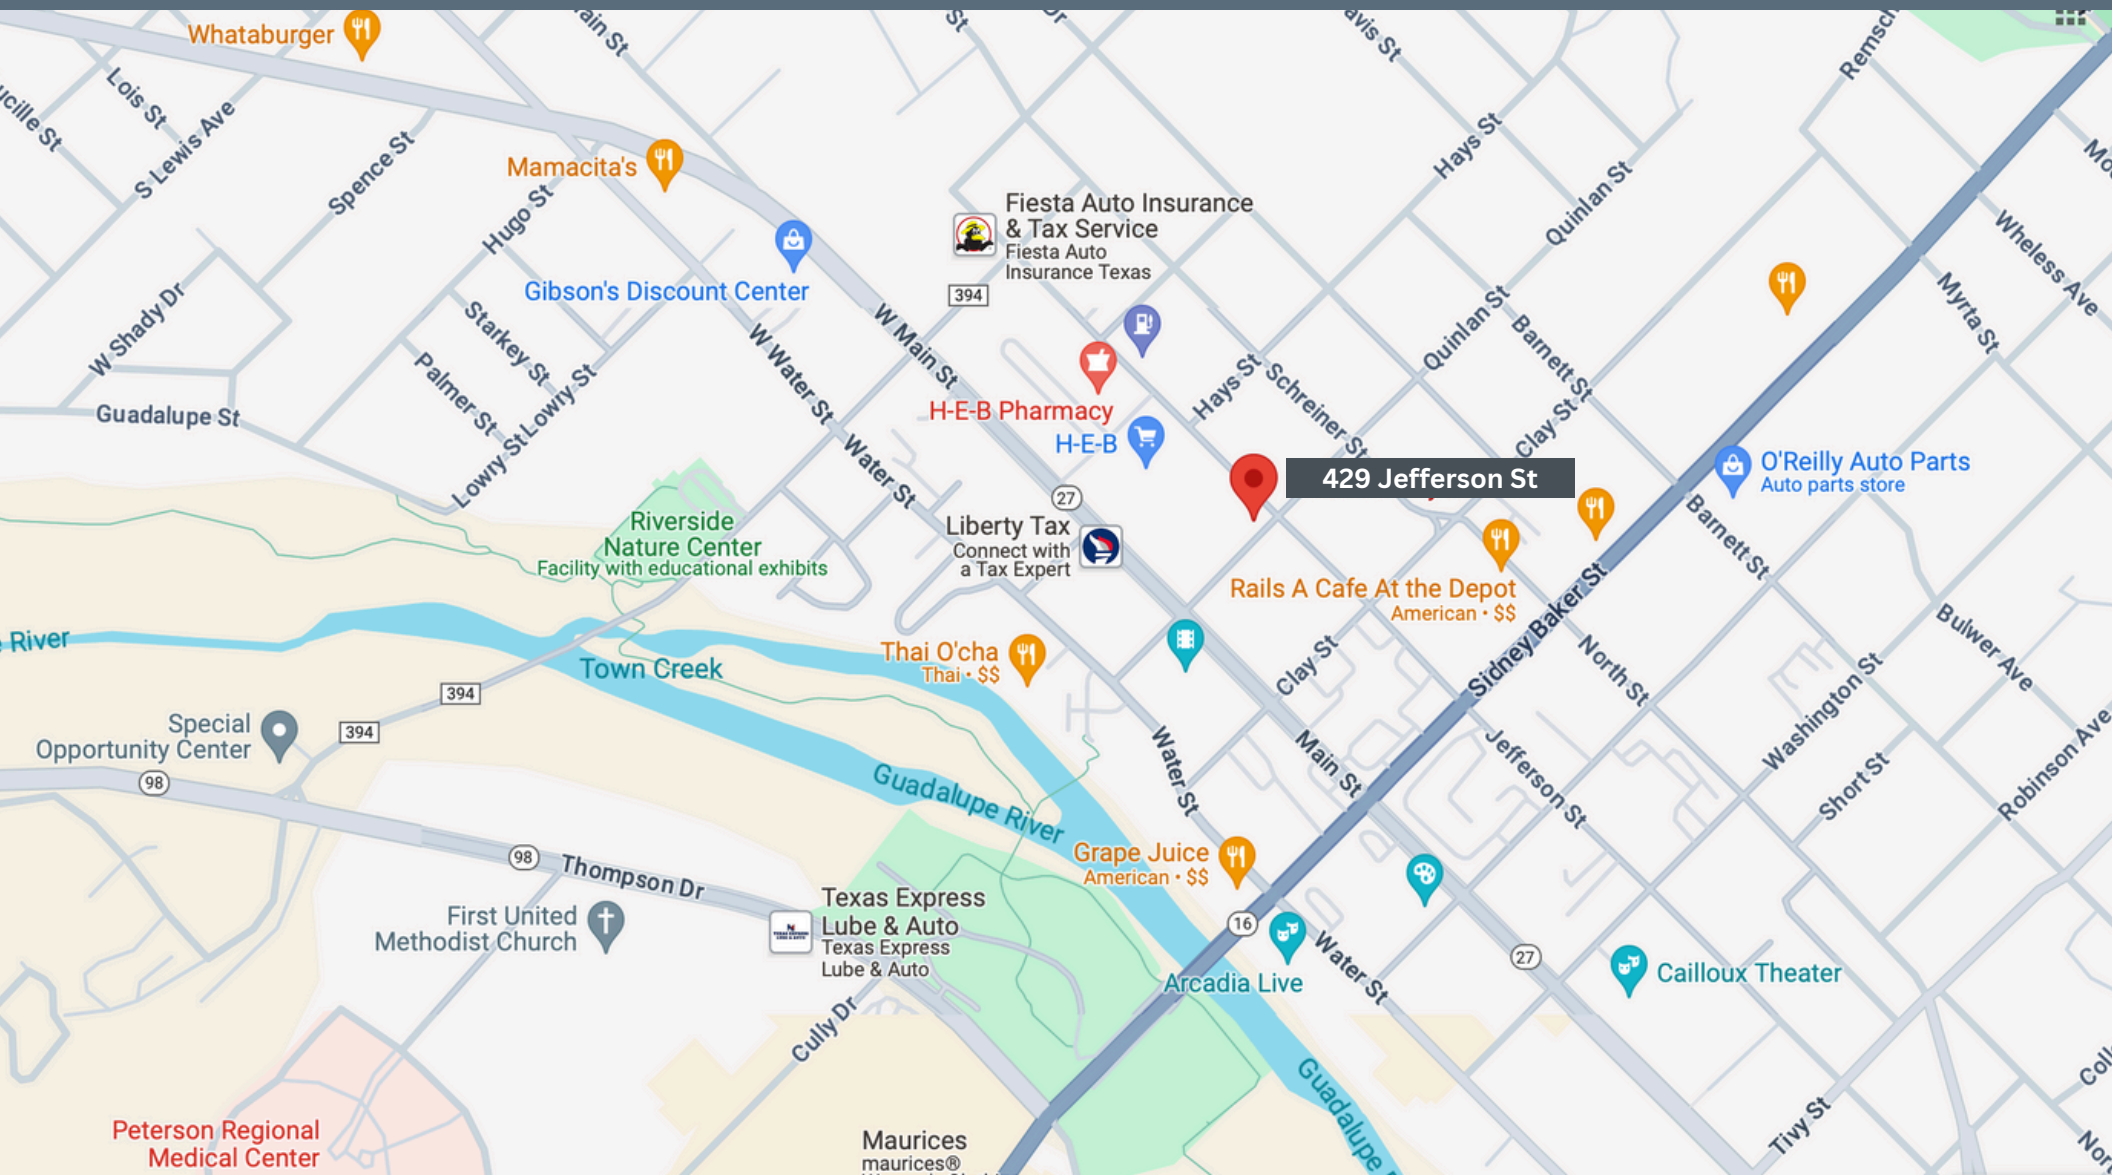 Whataburger
Lois St
S Lewis Ave
Spence St
Hugo St
Mamacita's
Gibson's Discount Center
Fiesta Auto Insurance
& Tax Service
Fiesta Auto
Insurance Texas
394
Hays St
Quinlan St
Wheless Ave
Myrta St
W Shady Dr
Starkey St
Palmer St
Lowry St
Lowry St
Guadalupe St
W Water St
W Main St
Water St
H-E-B Pharmacy
H-E-B
Hays St
Schreiner St
Quinlan St
Barnett St
Clay St
429 Jefferson St
O'Reilly Auto Parts
Auto parts store
Barnett St
27
Liberty Tax
Connect with
a Tax Expert
Riverside
Nature Center
Facility with educational exhibits
Rails A Cafe At the Depot
American • $$
Sidney Baker St
North St
Bulwer Ave
Washington St
Short St
Robinson Ave
River
Town Creek
Thai O'cha
Thai • $$
Clay St
394
394
Special
Opportunity Center
98
Guadalupe River
Water St
Main St
Jefferson St
98
Thompson Dr
Grape Juice
American • $$
First United
Methodist Church
Texas Express
Lube & Auto
Texas Express
Lube & Auto
16
Arcadia Live
Water St
27
Cailloux Theater
Cully Dr
Guadalupe
Tivy St
Peterson Regional
Medical Center
Maurices
maurices®